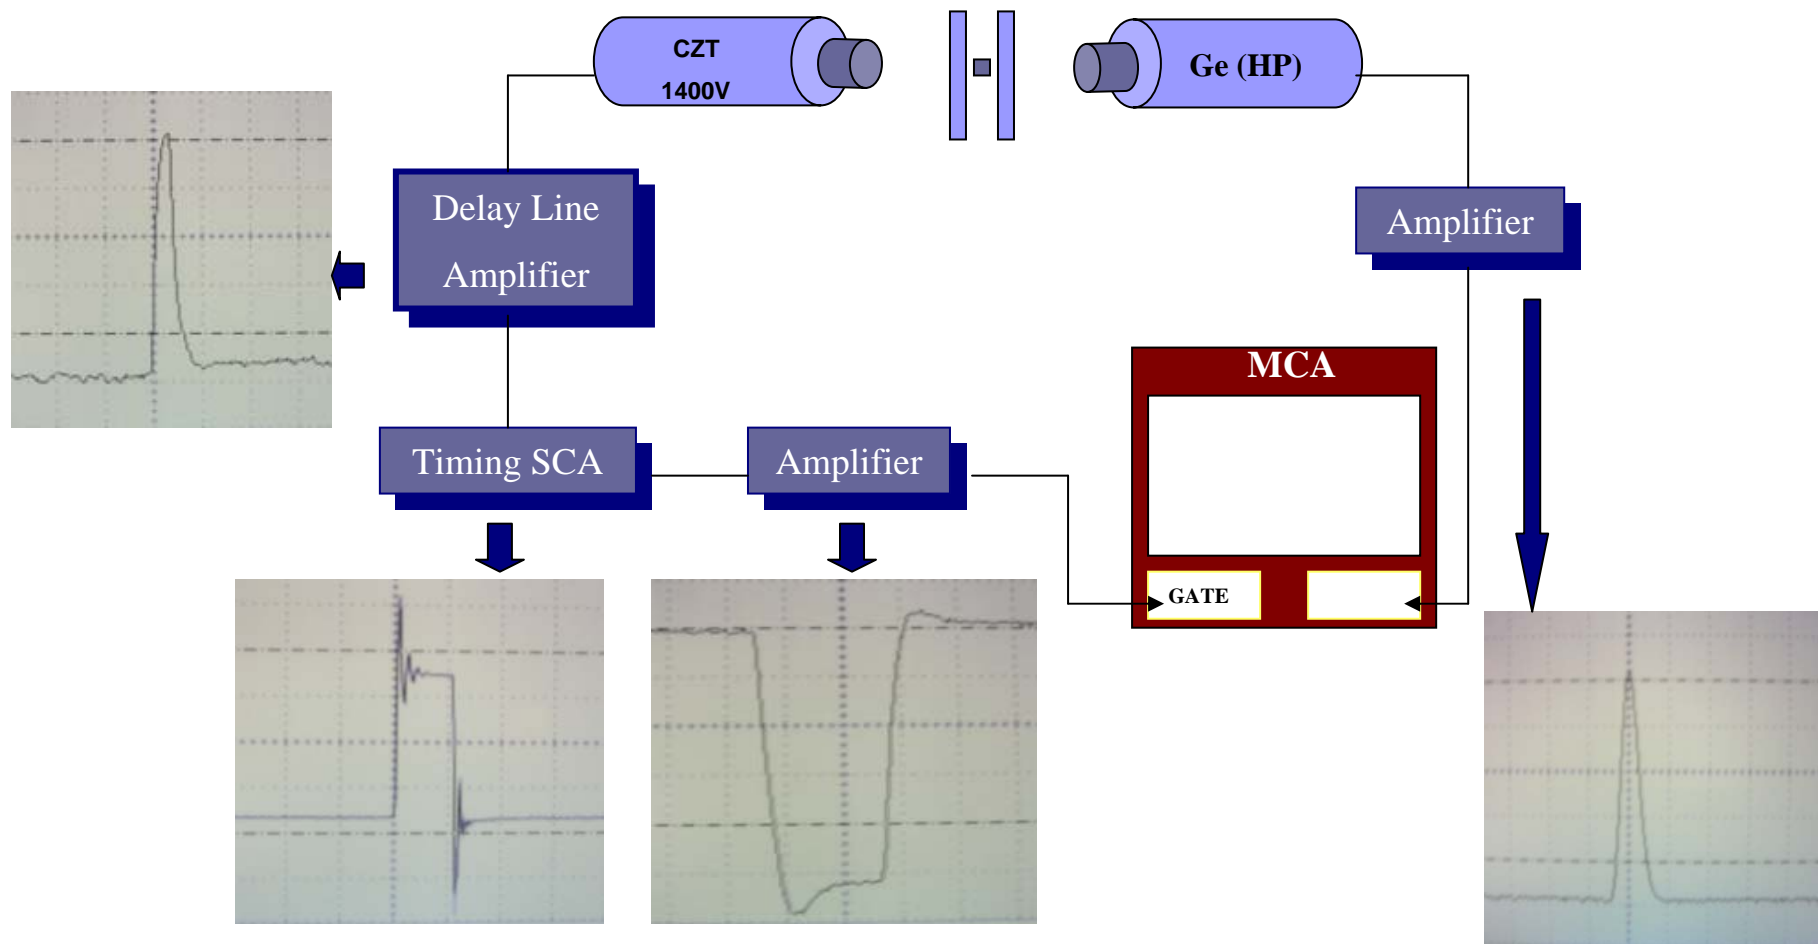 CZT
1400V
Ge (HP)
Delay Line
Amplifier
Amplifier
MCA
Timing SCA
Amplifier
GATE